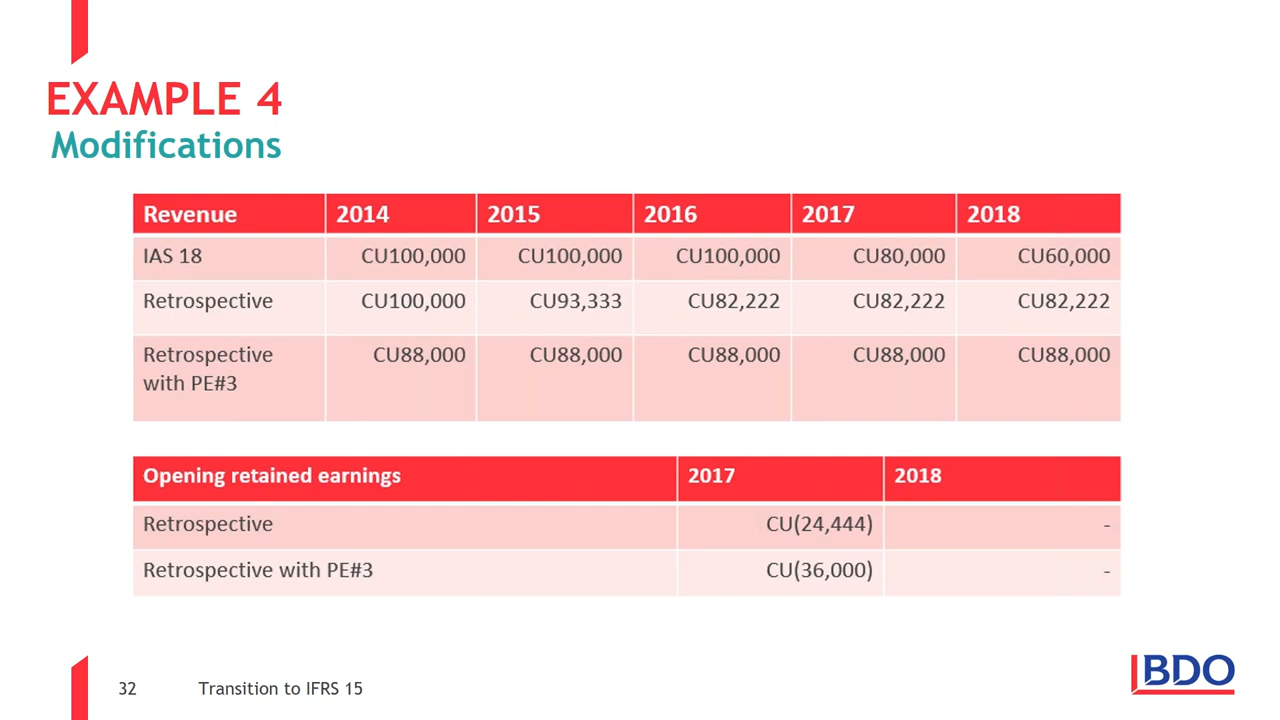 EXAMPLE 4
Modifications
Revenue 2014 2015 2016 2017 2018
IAS 18 CU100,000 CU100,000 CU100,000 CU80,000 CU60,000
Retrospective CU100,000 CU93,333 CU82,222 CU82,222 CU82,222
Retrospective CU88,000 CU88,000 CU88,000 CU88,000 CU88,000
with PE#3
Opening retained earnings 2017 2018
Retrospective CU(24,444) -
Retrospective with PE#3 CU(36,000) -
32 Transition to IFRS 15
BDO